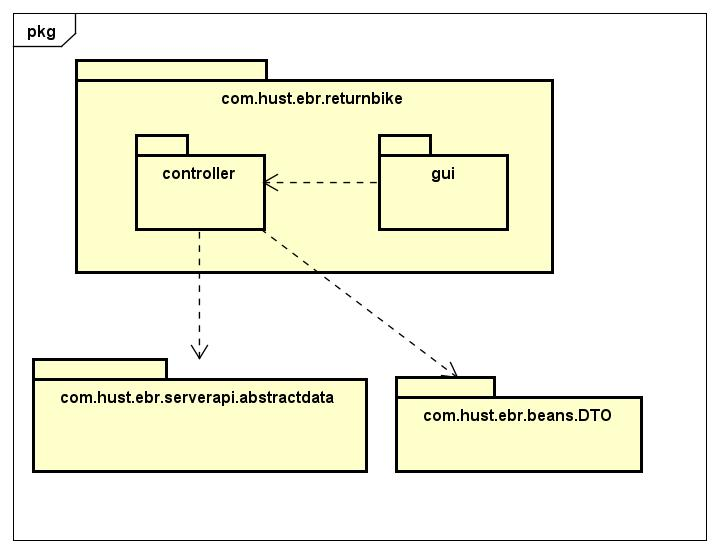 pkg
com.hust.ebr.returnbike
controller
gui
com.hust.ebr.serverapi.abstractdata
com.hust.ebr.beans.DTO